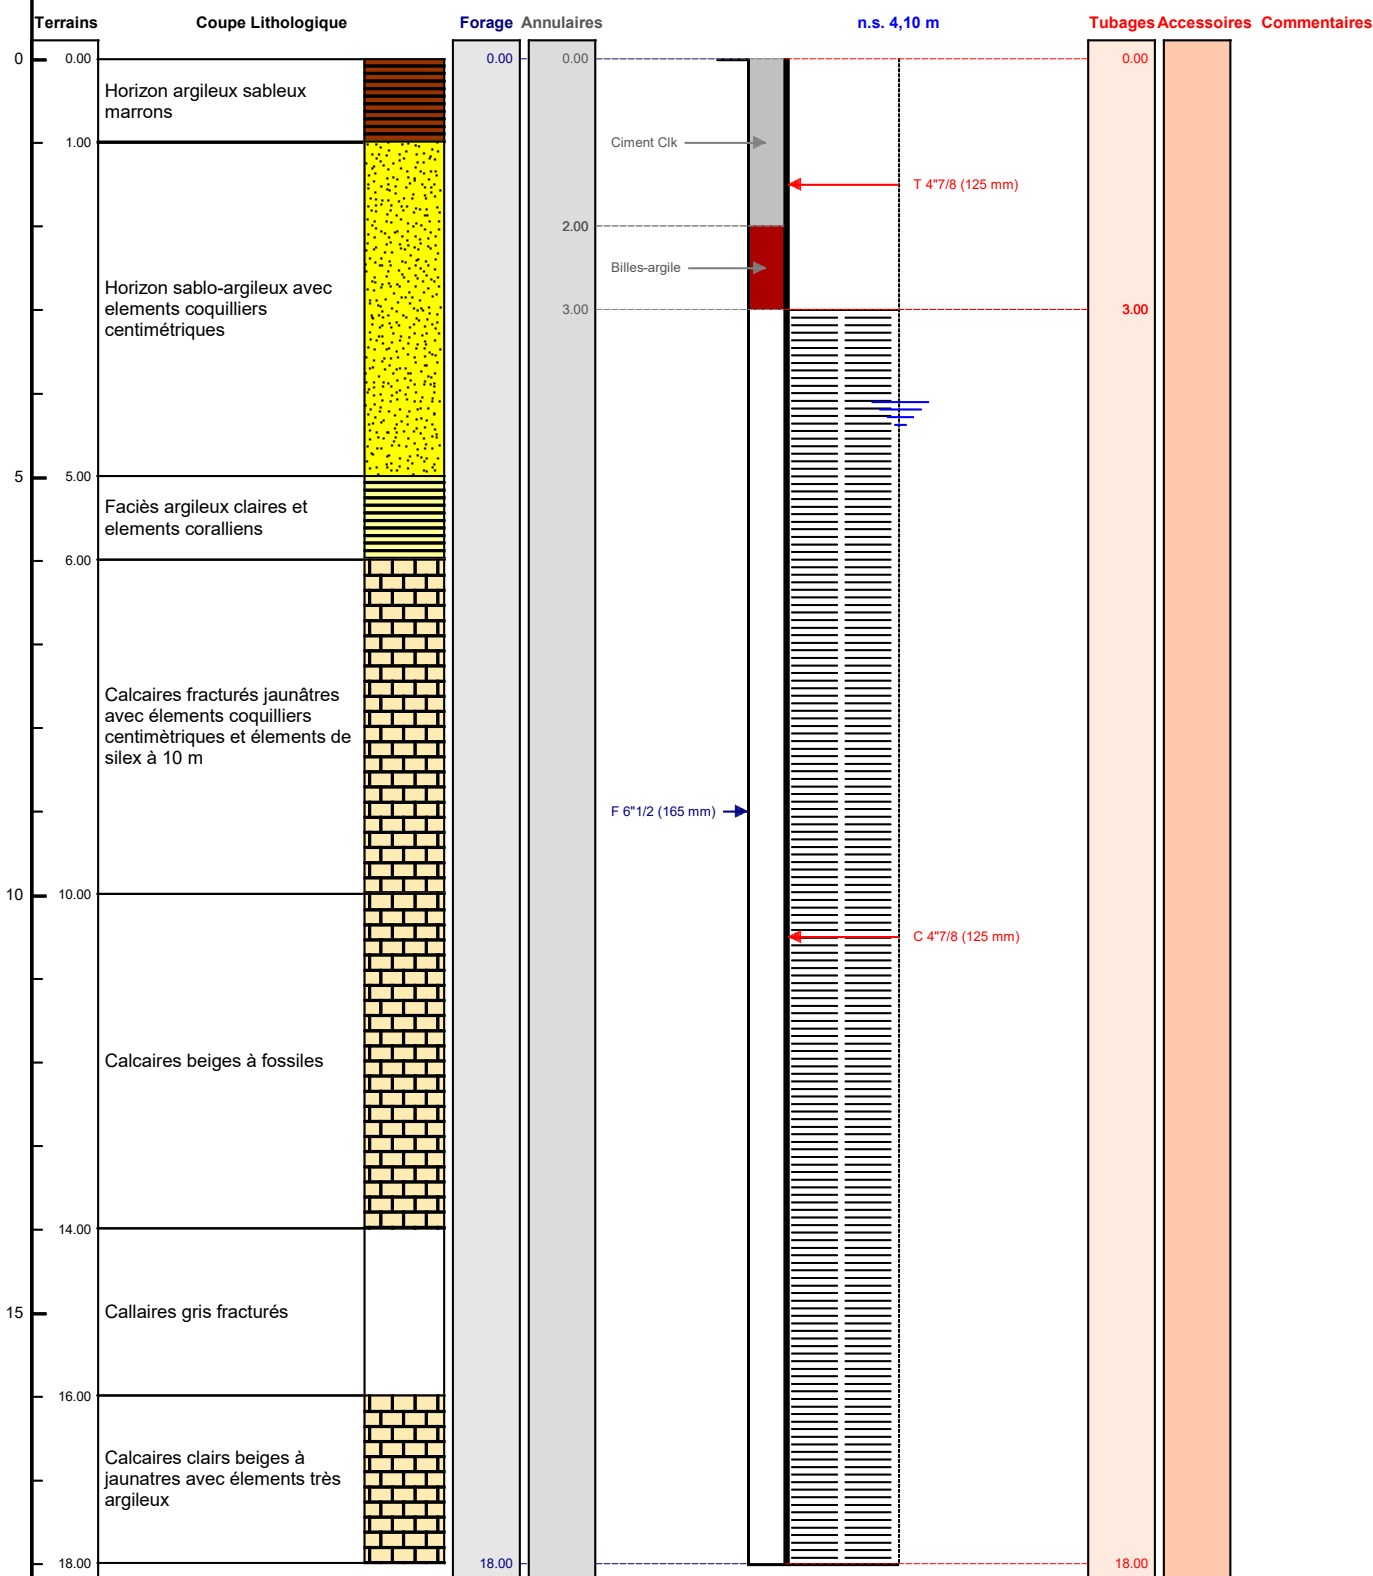 Terrains Coupe Lithologique Forage Annulaires n.s. 4,10 m Tubages Accessoires Commentaires
0 0.00 0.00 0.00 0.00
Horizon argileux sableux
marrons
1.00
Ciment Clk
T 4"7/8 (125 mm)
2.00
Billes-argile
Horizon sablo-argileux avec
elements coquilliers
centimétriques
3.00 3.00
5 5.00
Faciès argileux claires et
elements coralliens
6.00
Calcaires fracturés jaunâtres
avec élements coquilliers
centimètriques et élements de
silex à 10 m
F 6"1/2 (165 mm)
10 10.00
C 4"7/8 (125 mm)
Calcaires beiges à fossiles
14.00
15
Callaires gris fracturés
16.00
Calcaires clairs beiges à
jaunatres avec élements très
argileux
18.00 18.00 18.00